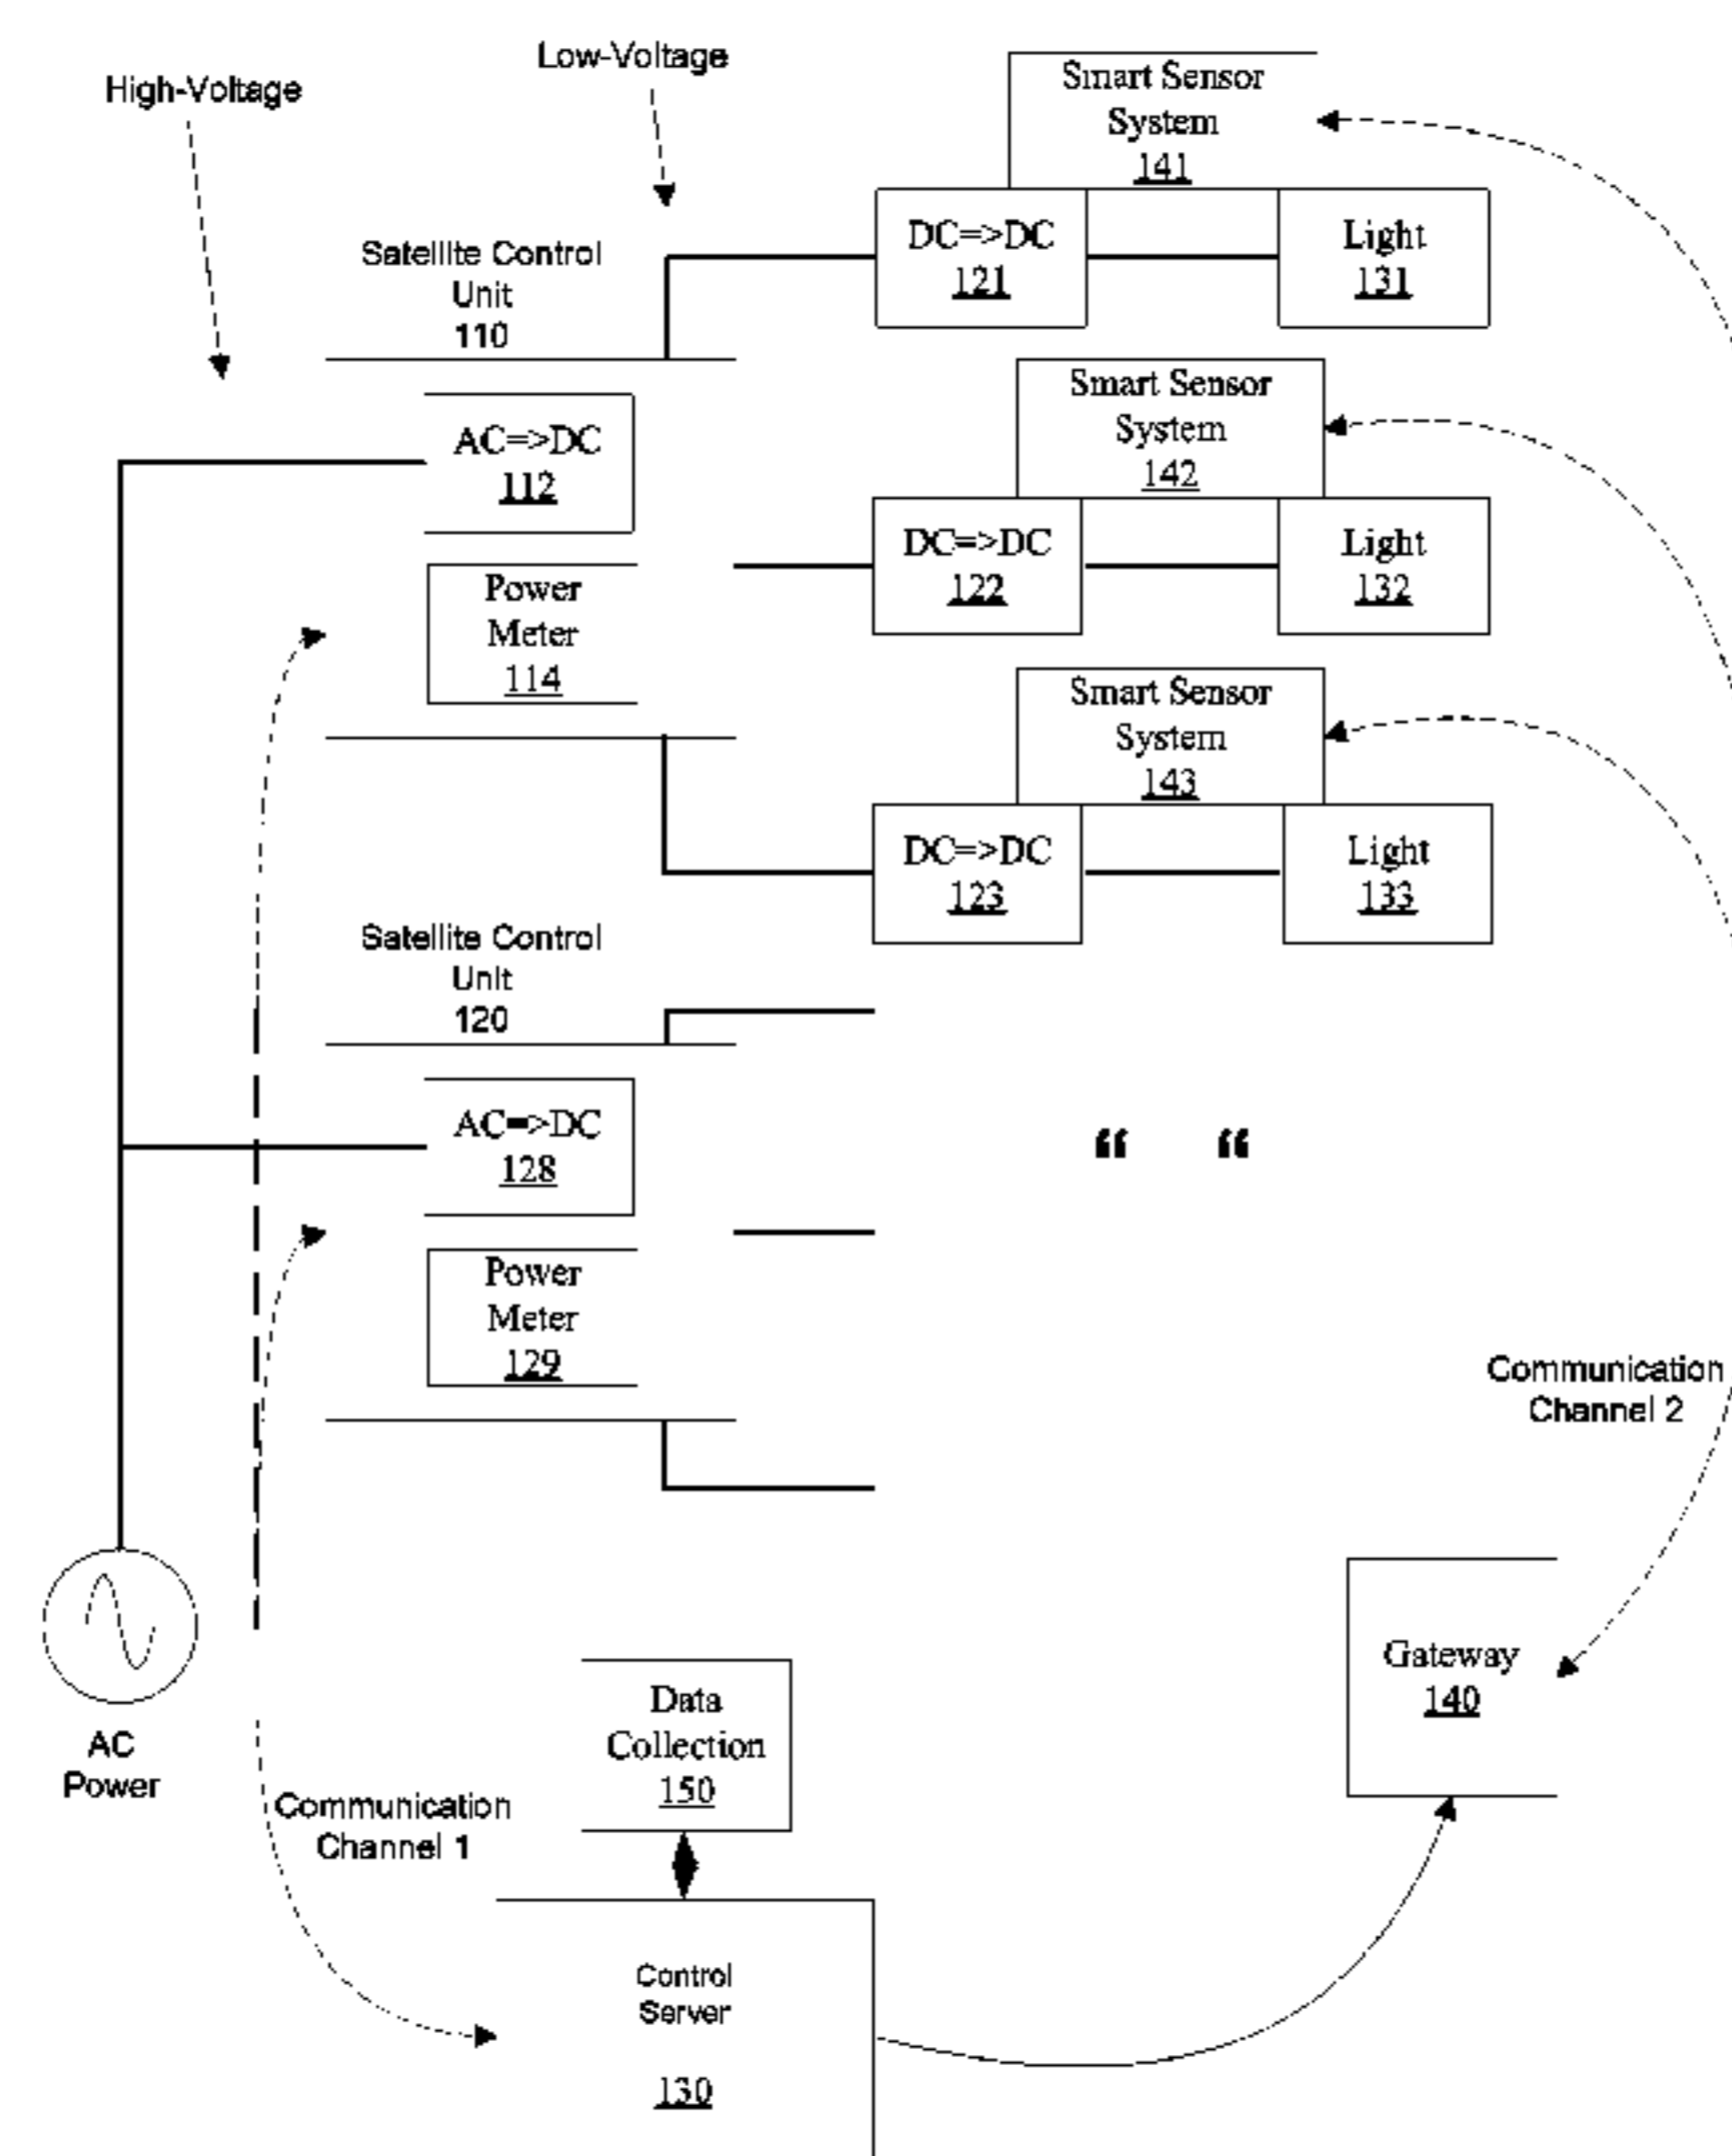 Low-Voltage
High-Voltage
Smart Sensor
System
141
DC=>DC
121
Light
131
Satellite Control
Unit
110
AC=>DC
112
Smart Sensor
System
142
DC=>DC
122
Light
132
Power
Meter
114
Smart Sensor
System
143
DC=>DC
123
Light
133
Satellite Control
Unit
120
AC=>DC
128
“ “
Power
Meter
129
Communication
Channel 2
Gateway
140
AC
Power
Data
Collection
150
Communication
Channel 1
Control
Server
130